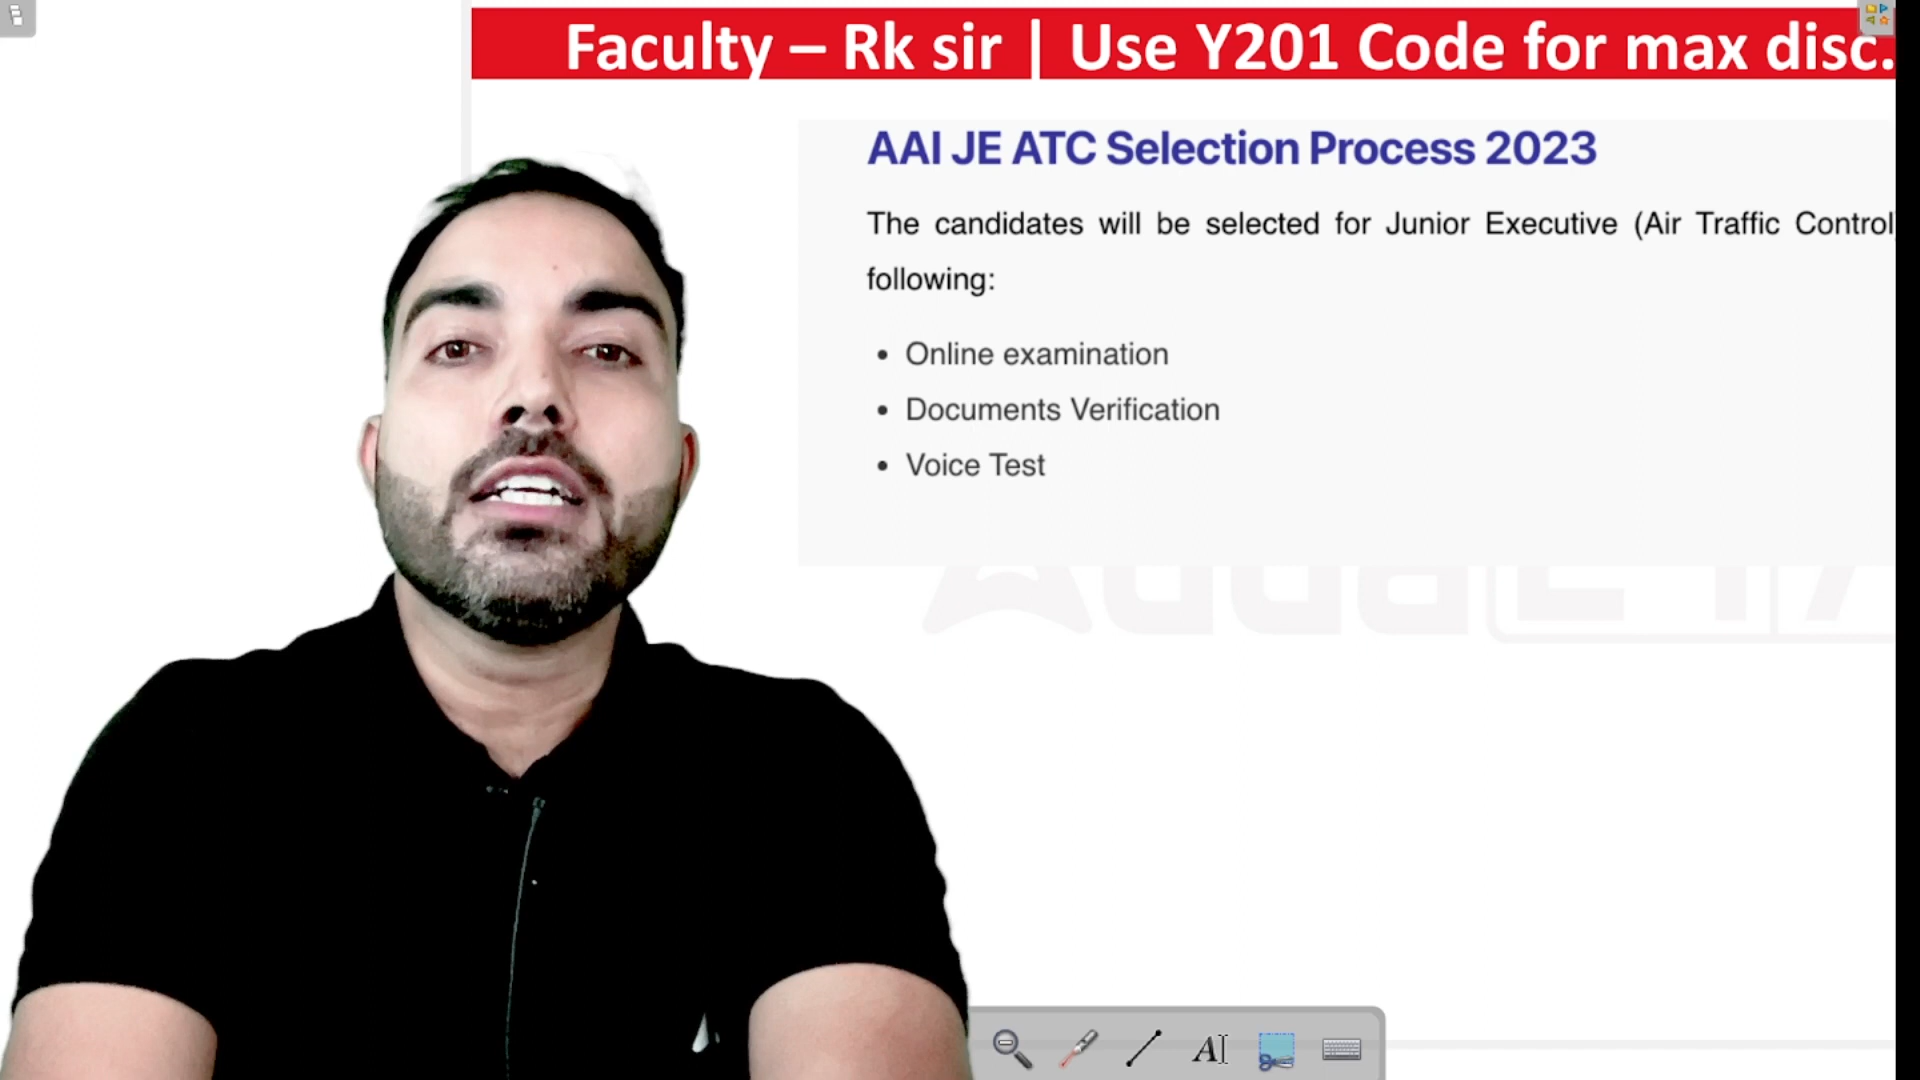 Faculty – Rk sir | Use Y201 Code for max disc.
AAI JE ATC Selection Process 2023
The candidates will be selected for Junior Executive (Air Traffic Control
following:
• Online examination
• Documents Verification
• Voice Test
A